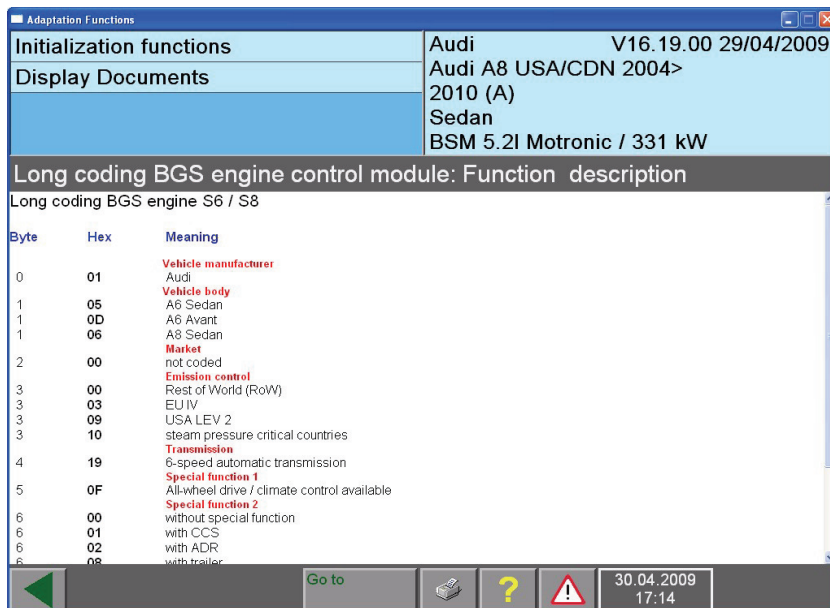 Adaptation Functions
Initialization functions
Display Documents
Audi V16.19.00 29/04/2009
Audi A8 USA/CDN 2004>
2010 (A)
Sedan
BSM 5.2l Motronic / 331 kW
Long coding BGS engine control module: Function description
Long coding BGS engine S6 / S8
Byte Hex Meaning
Vehicle manufacturer
0 01 Audi
Vehicle body
1 05 A6 Sedan
1 0D A6 Avant
1 06 A8 Sedan
Market
2 00 not coded
Emission control
3 00 Rest of World (RoW)
3 03 EU IV
3 09 USA LEV 2
3 10 steam pressure critical countries
Transmission
4 19 6-speed automatic transmission
Special function 1
5 0F All-wheel drive / climate control available
Special function 2
6 00 without special function
6 01 with CCS
6 02 with ADR
6 08 with trailer
Go to
?
30.04.2009
17:14